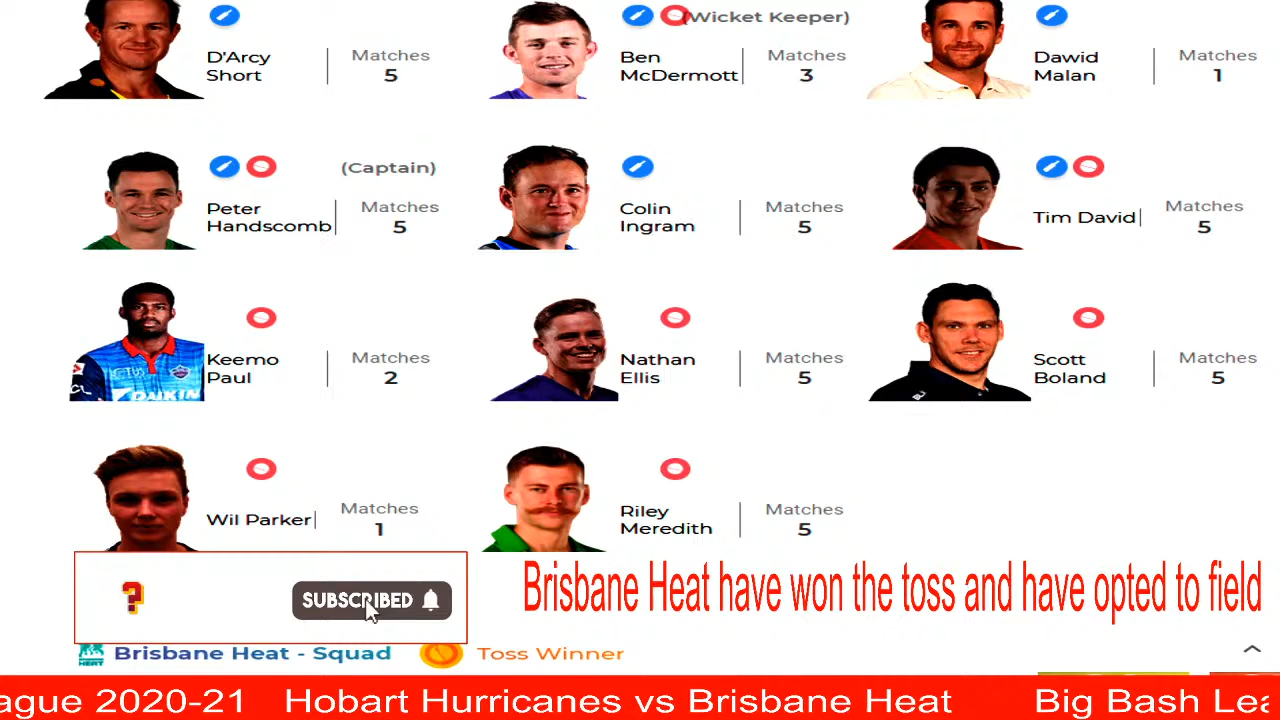 D'Arcy
Short
Matches
5
Ben
McDermott
(Wicket Keeper)
Matches
3
Dawid
Malan
Matches
1
Peter
Handscomb
(Captain)
Matches
5
Colin
Ingram
Matches
5
Tim David
Matches
5
Keemo
Paul
Matches
2
DAIKIN
Nathan
Ellis
Matches
5
Scott
Boland
Matches
5
Wil Parker
Matches
1
Riley
Meredith
Matches
5
?
SUBSCRIBED
Brisbane Heat have won the toss and have opted to field
HEAT
Brisbane Heat - Squad
Toss Winner
ague 2020-21 Hobart Hurricanes vs Brisbane Heat Big Bash Lea